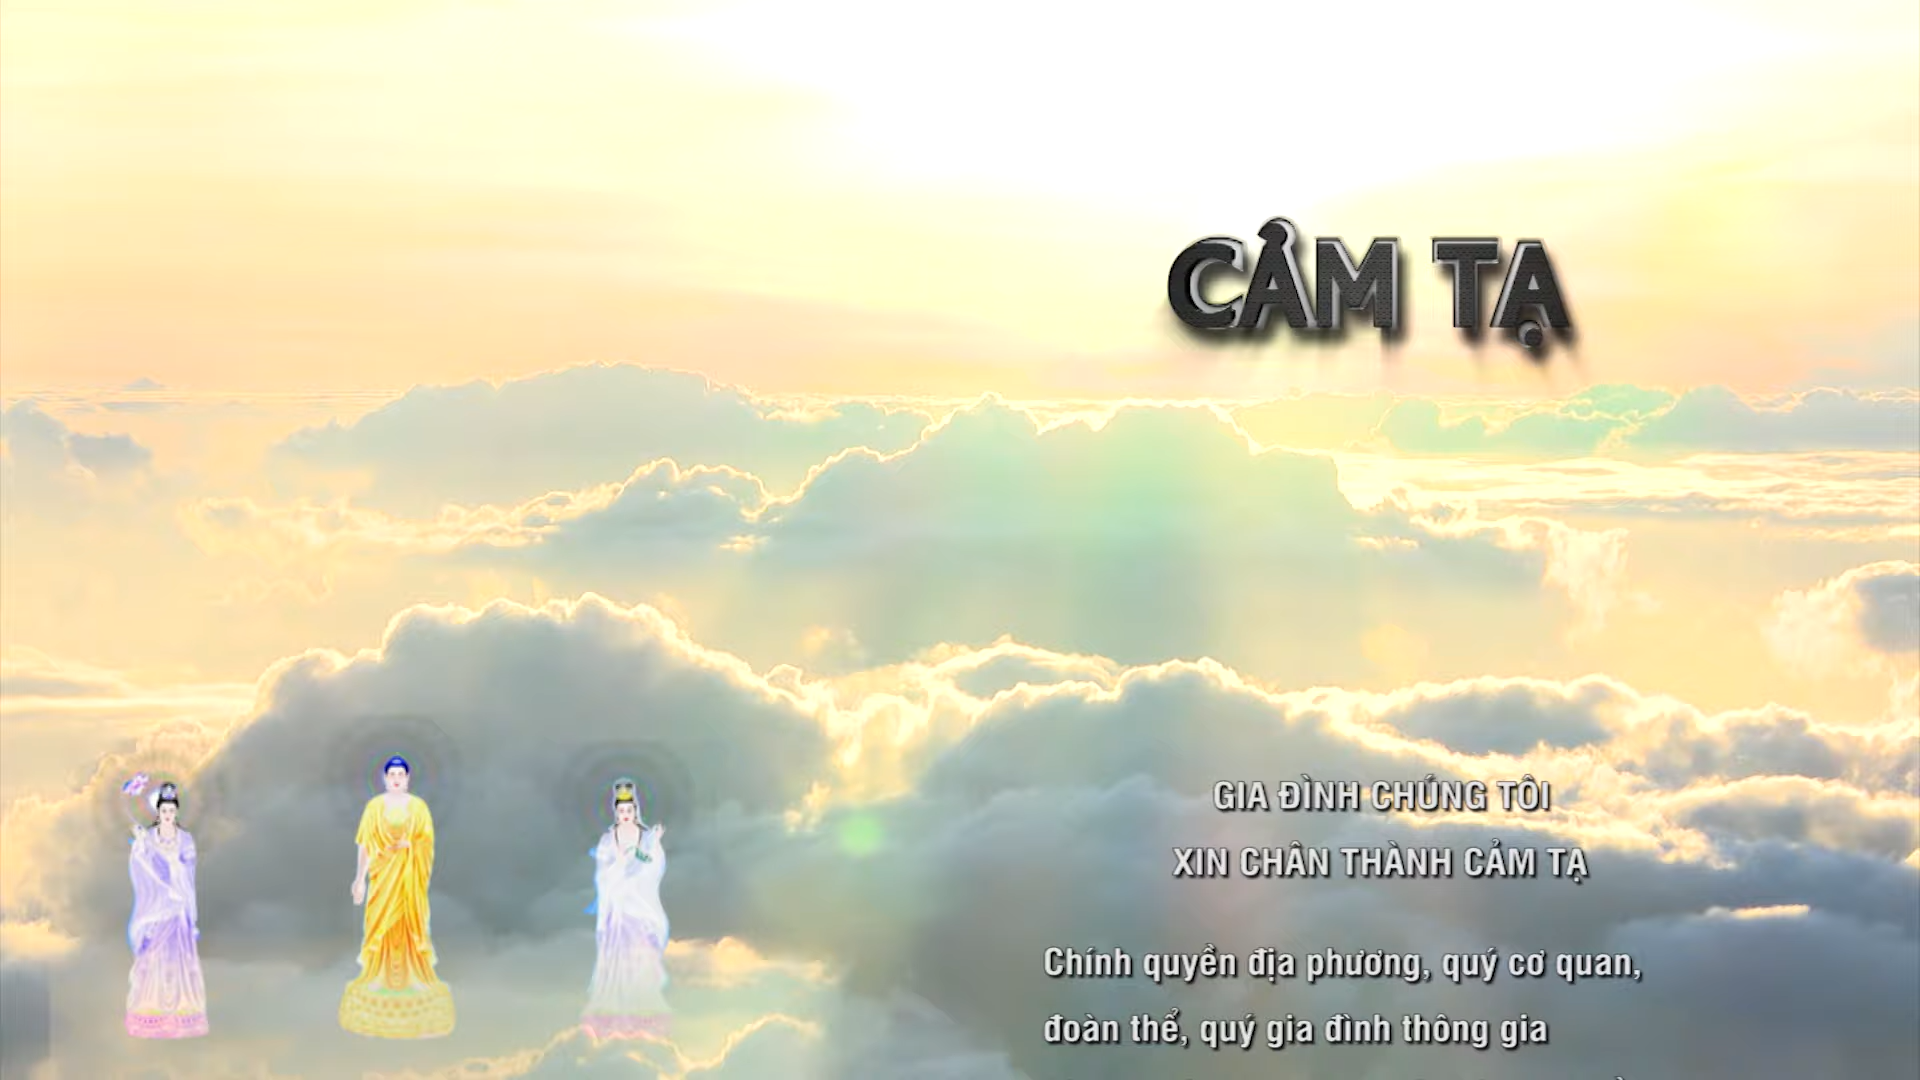 CẢM TẠ
GIA ĐÌNH CHÚNG TÔI
XIN CHÂN THÀNH CẢM TẠ
Chính quyền địa phương, quý cơ quan,
đoàn thể, quý gia đình thông gia